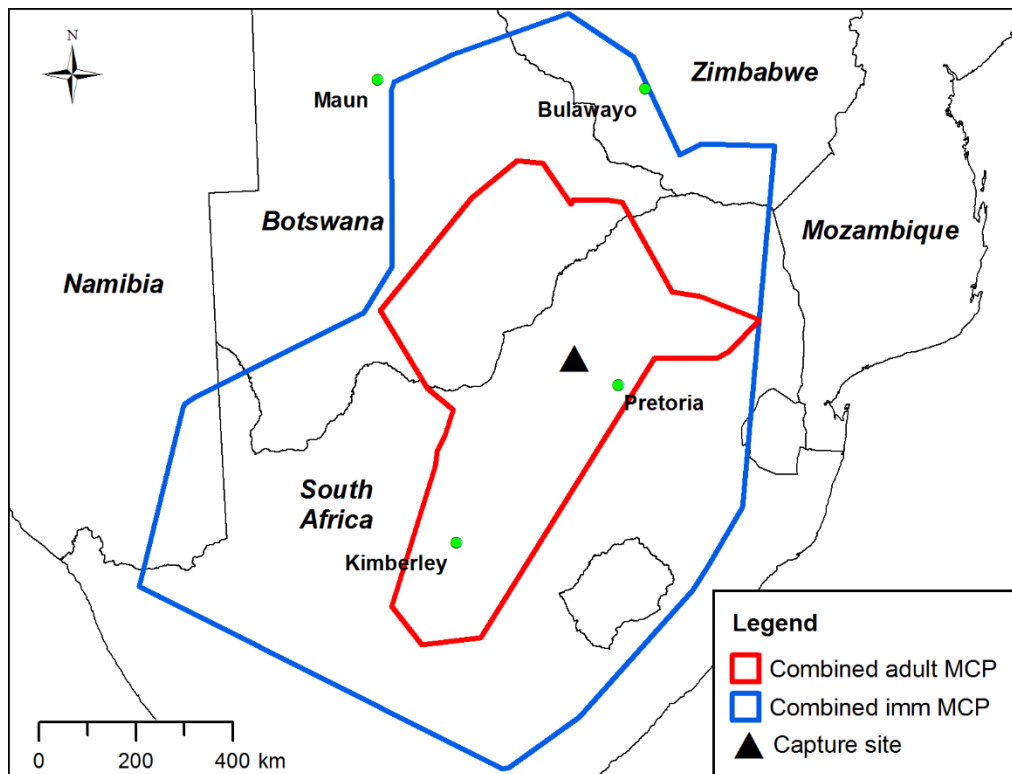 N
Zimbabwe
Maun
Bulawayo
Botswana
Mozambique
Namibia
Pretoria
South
Africa
Kimberley
Legend
Combined adult MCP
Combined imm MCP
Capture site
0 200 400 km